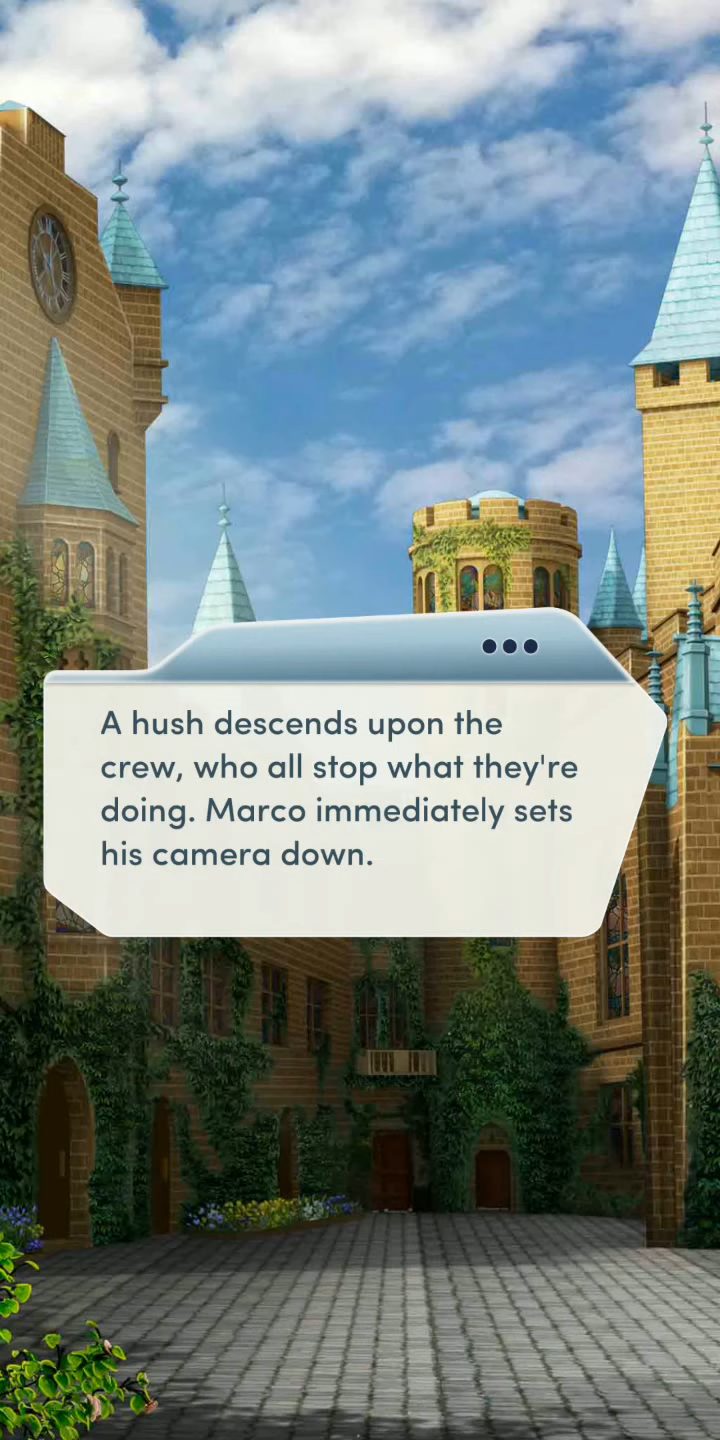 A hush descends upon the
crew, who all stop what they're
doing. Marco immediately sets
his camera down.